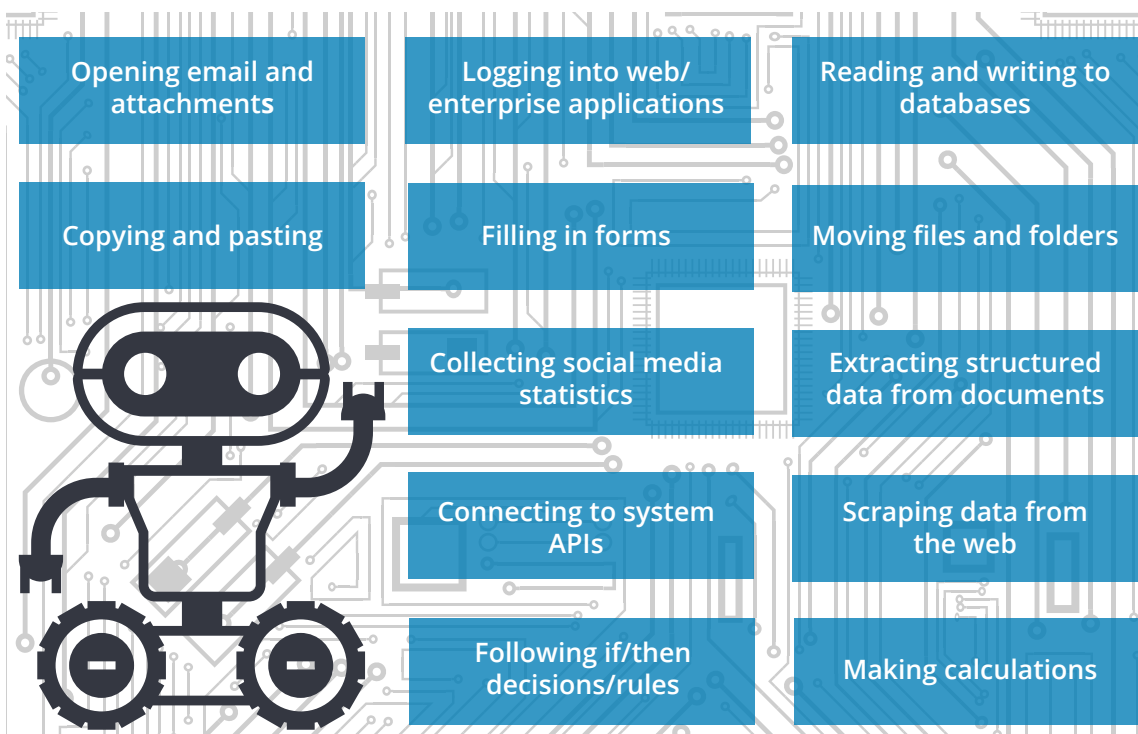 Opening email and
attachments
Logging into web/
enterprise applications
Reading and writing to
databases
Copying and pasting
Filling in forms
Moving files and folders
Collecting social media
statistics
Extracting structured
data from documents
Connecting to system
APIs
Scraping data from
the web
Following if/then
decisions/rules
Making calculations